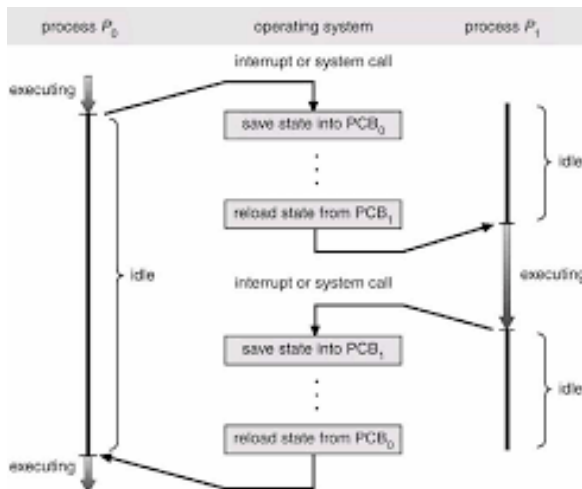 process P0 operating system process P1
interrupt or system call
executing
save state into PCB0
idle
reload state from PCB1
idle
executing
interrupt or system call
save state into PCB1
idle
reload state from PCB0
executing